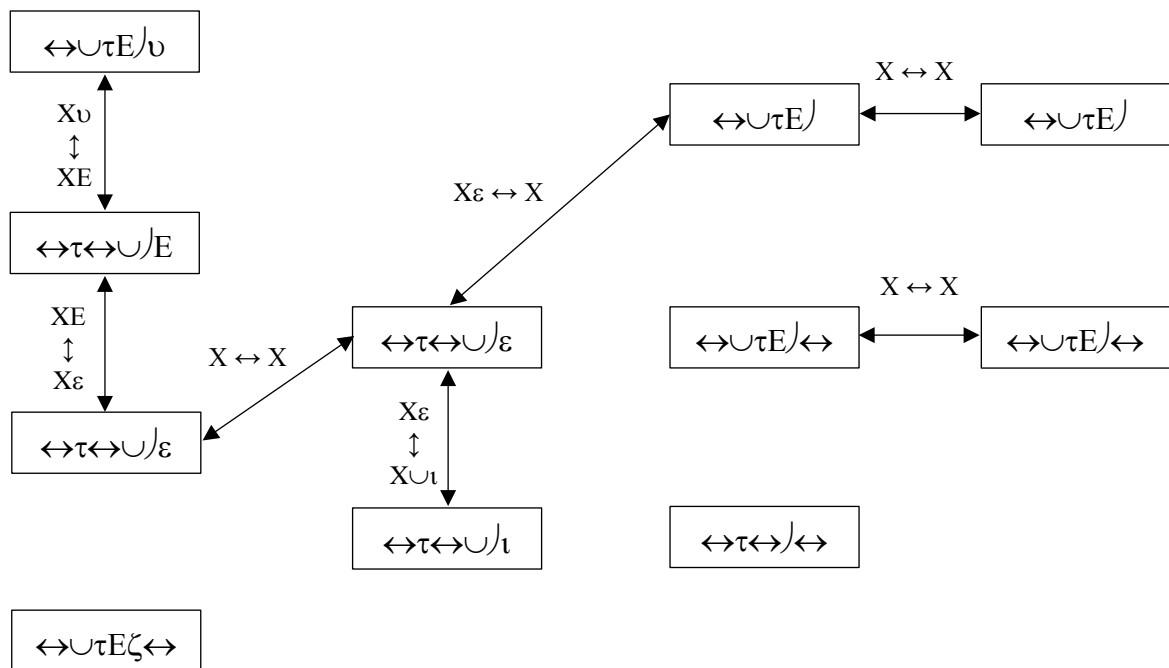 ↔∪τE╯υ
X ↔ X
Xυ
↕
XE
↔∪τE╯
↔∪τE╯
Xε ↔ X
↔τ↔∪╯E
X ↔ X
XE
↕
Xε
X ↔ X
↔τ↔∪╯ε
↔∪τE╯↔
↔∪τE╯↔
↔τ↔∪╯ε
Xε
↕
X∪ι
↔τ↔∪╯ι
↔τ↔╯↔
↔∪τEζ↔